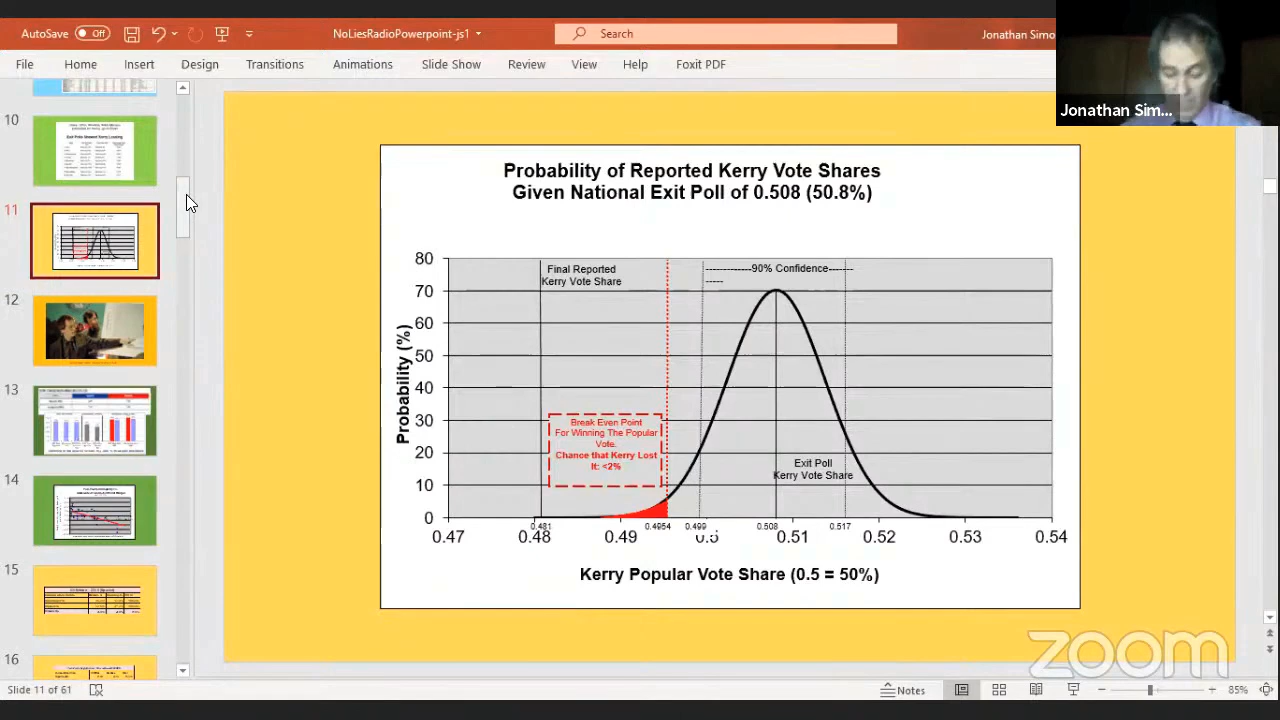 AutoSave Off NoLiesRadioPowerpoint-js1 Search Jonathan Simo
File Home Insert Design Transitions Animations Slide Show Review View Help Foxit PDF
Jonathan Sim...
10
11
12
13
14
15
16
Exit Polls Showed Kerry Leading
Probability of Reported Kerry Vote Shares
Given National Exit Poll of 0.508 (50.8%)
Final Reported
Kerry Vote Share
-------------90% Confidence-------
-----
Probability (%)
80
70
60
50
40
30
20
10
0
Break Even Point
For Winning The Popular
Vote.
Chance that Kerry Lost
It: <2%
Exit Poll
Kerry Vote Share
0.481 0.4954 0.499 0.508 0.517
0.47 0.48 0.49 0.5 0.51 0.52 0.53 0.54
Kerry Popular Vote Share (0.5 = 50%)
zoom
Slide 11 of 61 Notes 85%